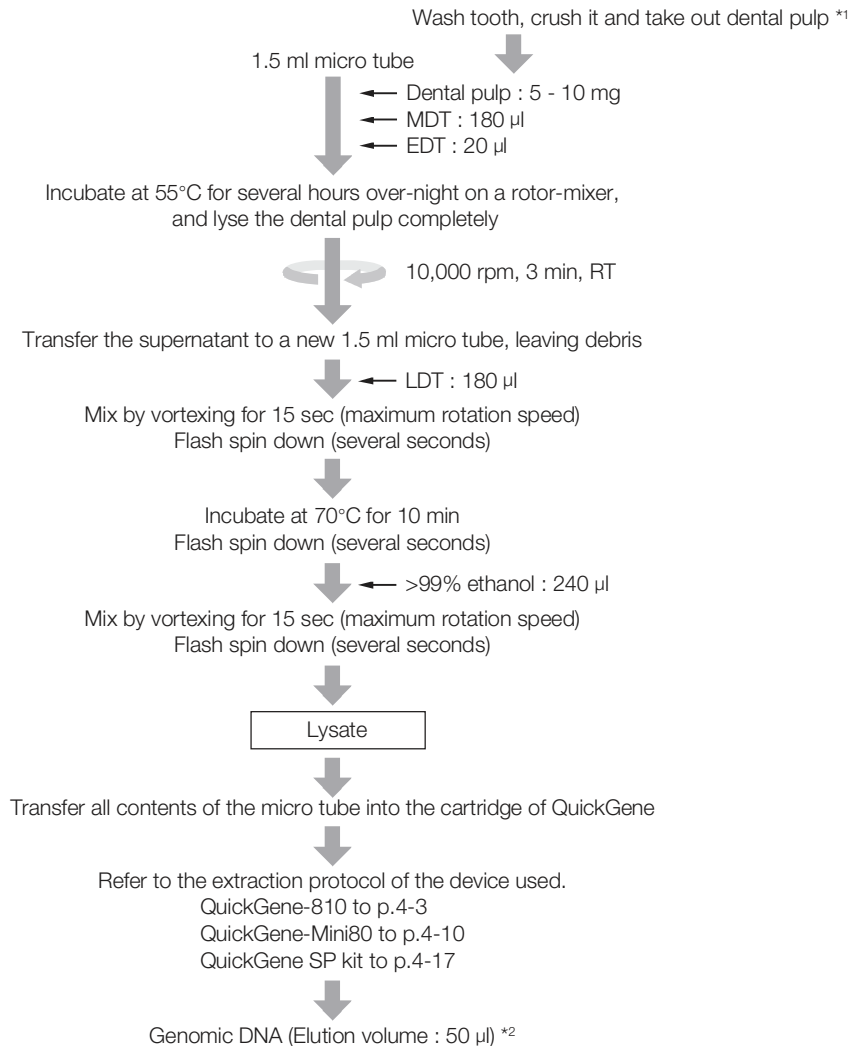 Wash tooth, crush it and take out dental pulp *1
1.5 ml micro tube
Dental pulp : 5 - 10 mg
MDT : 180 µl
EDT : 20 µl
Incubate at 55°C for several hours over-night on a rotor-mixer,
and lyse the dental pulp completely
10,000 rpm, 3 min, RT
Transfer the supernatant to a new 1.5 ml micro tube, leaving debris
LDT : 180 µl
Mix by vortexing for 15 sec (maximum rotation speed)
Flash spin down (several seconds)
Incubate at 70°C for 10 min
Flash spin down (several seconds)
>99% ethanol : 240 µl
Mix by vortexing for 15 sec (maximum rotation speed)
Flash spin down (several seconds)
Lysate
Transfer all contents of the micro tube into the cartridge of QuickGene
Refer to the extraction protocol of the device used.
QuickGene-810 to p.4-3
QuickGene-Mini80 to p.4-10
QuickGene SP kit to p.4-17
Genomic DNA (Elution volume : 50 µl) *2